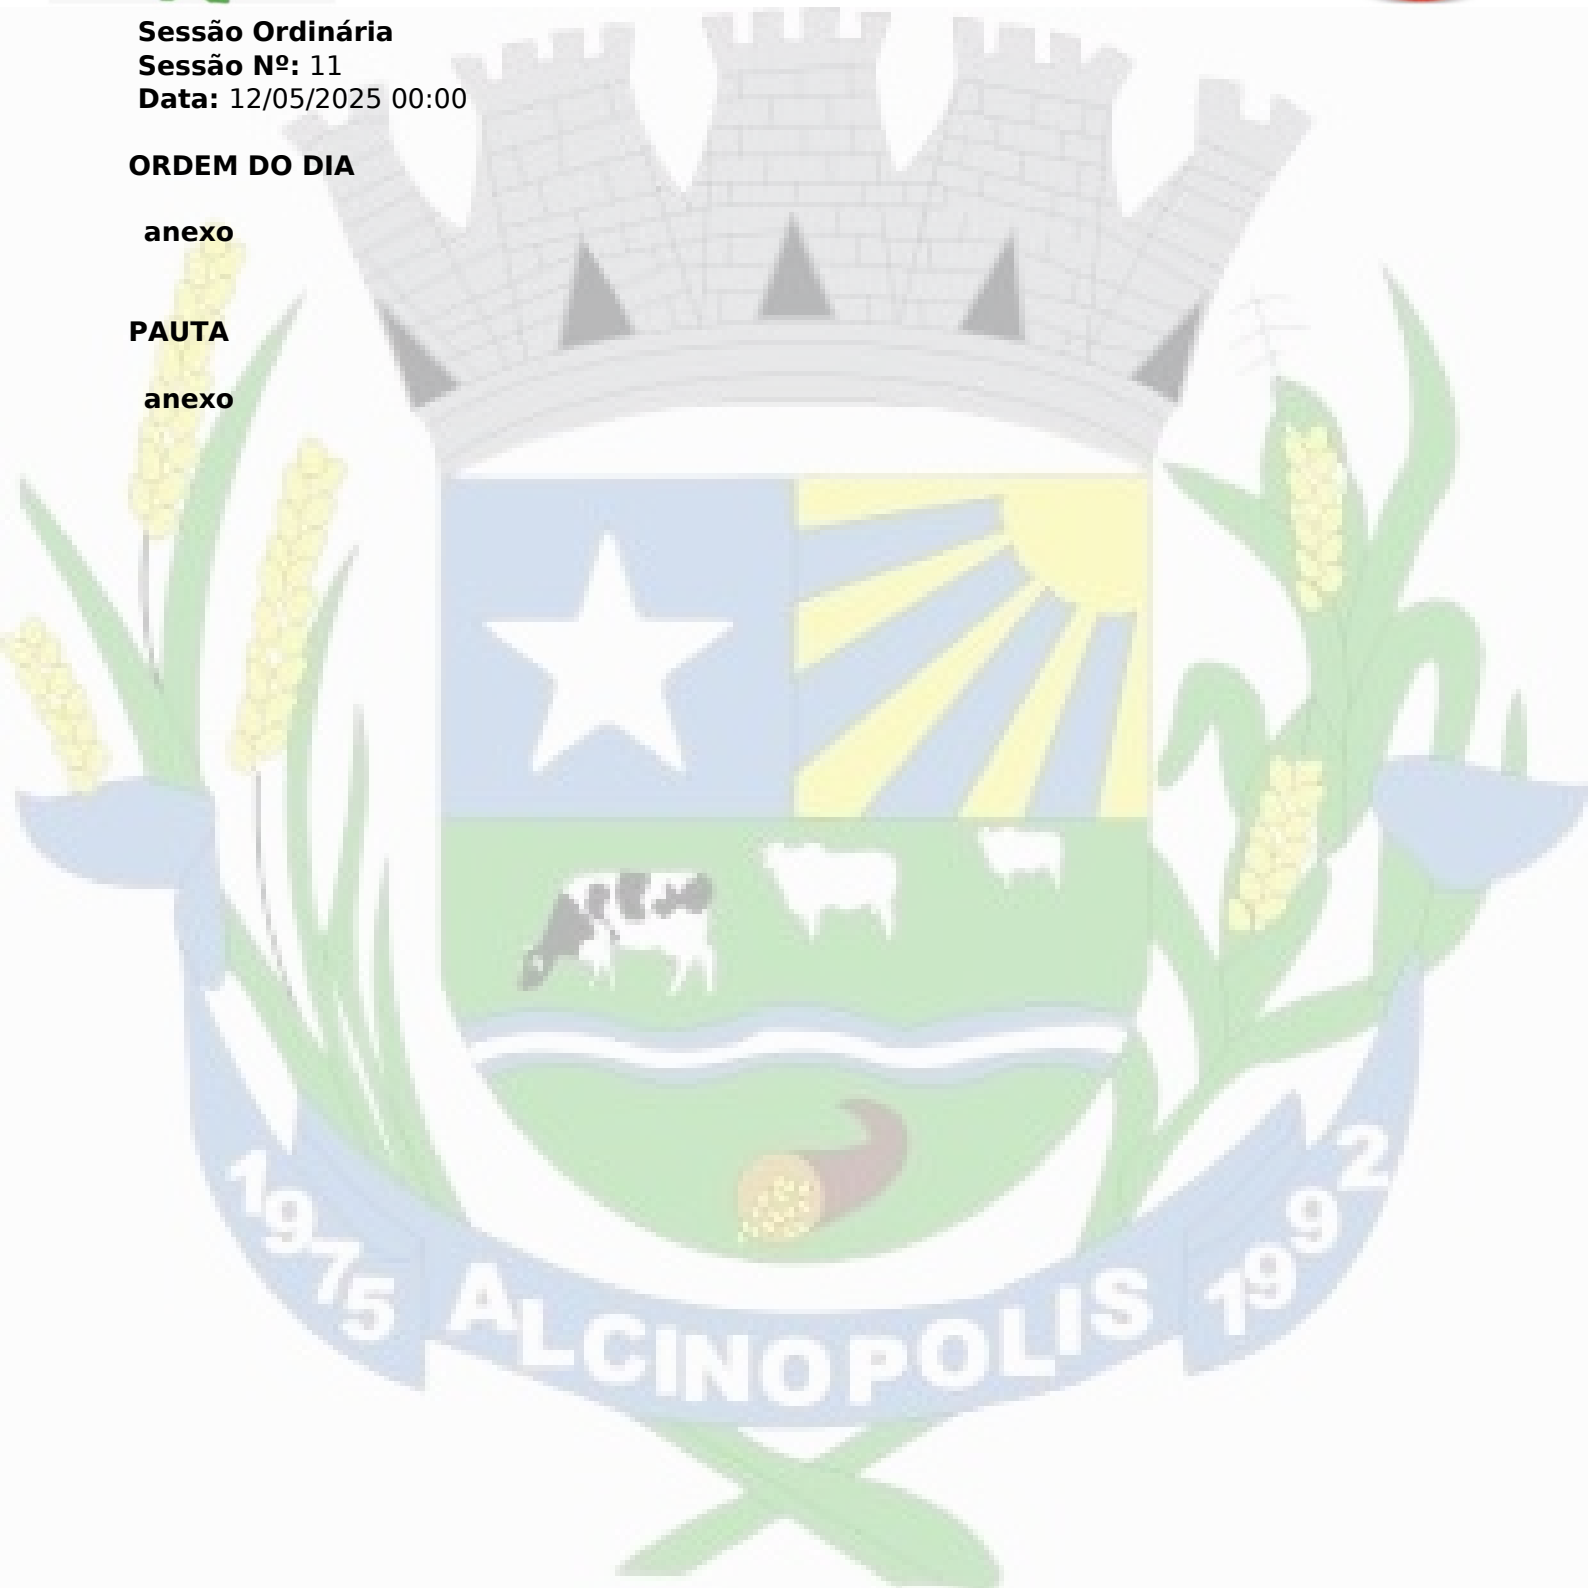 Sessão Ordinária
Sessão Nº: 11
Data: 12/05/2025 00:00
ORDEM DO DIA
anexo
PAUTA
anexo
1975 ALCINOPOLIS 1992